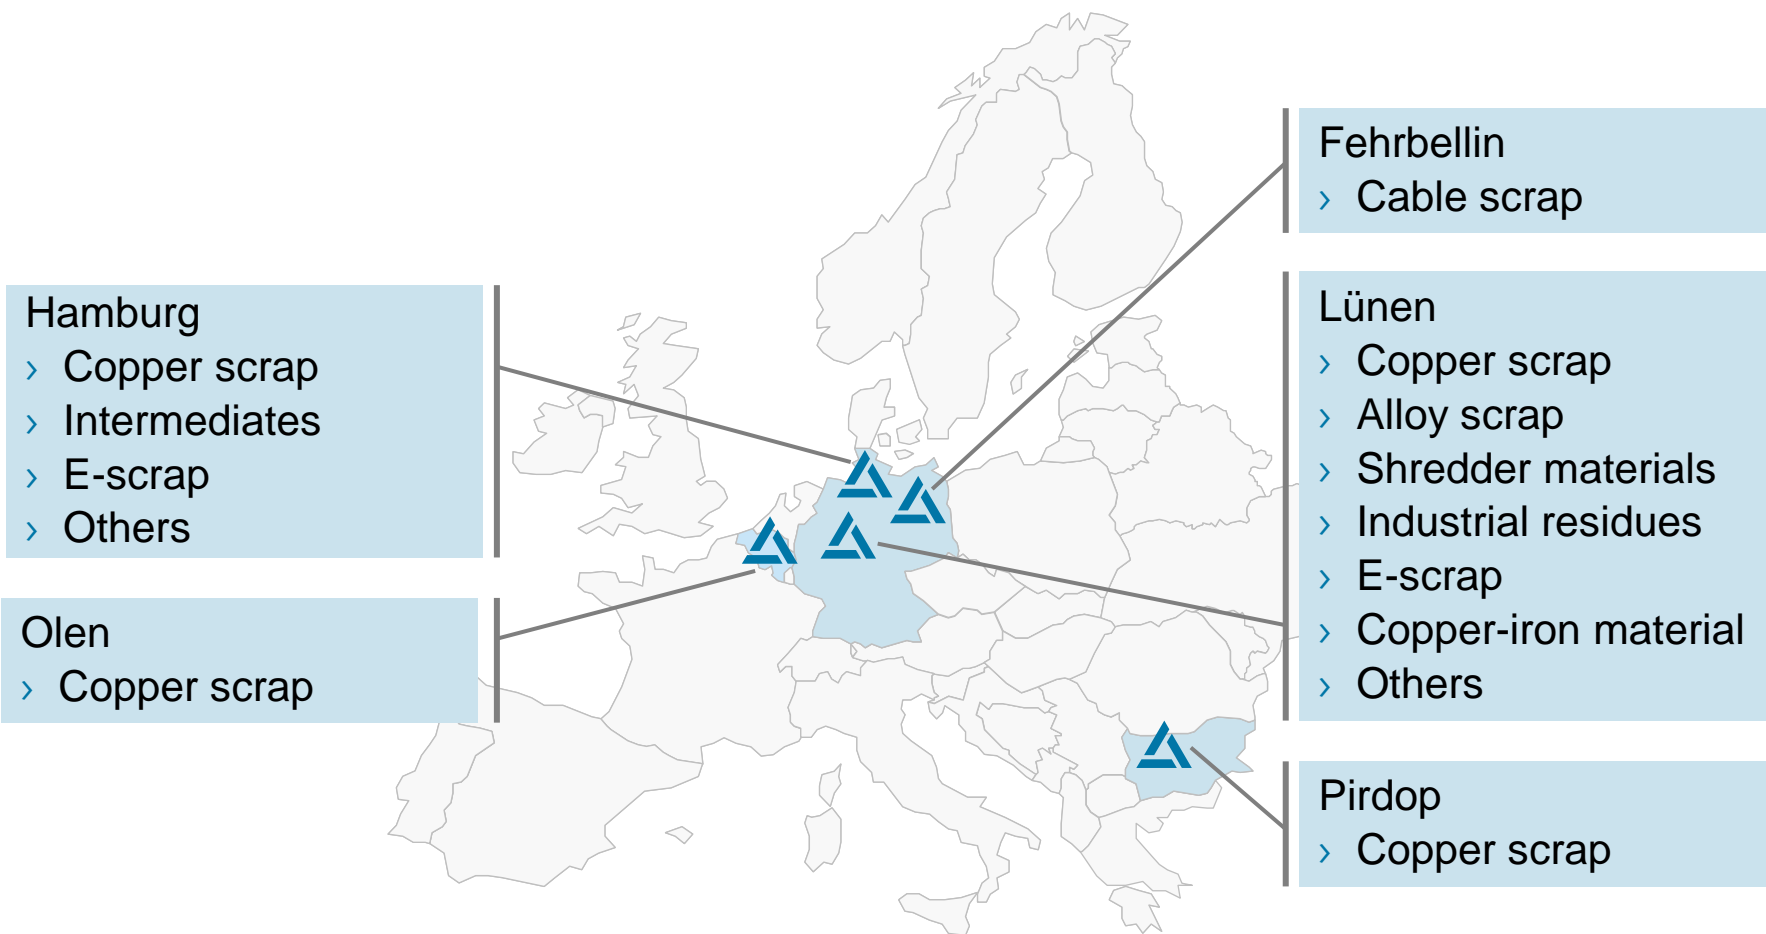 Hamburg
› Copper scrap
› Intermediates
› E-scrap
› Others
Olen
› Copper scrap
Fehrbellin
› Cable scrap
Lünen
› Copper scrap
› Alloy scrap
› Shredder materials
› Industrial residues
› E-scrap
› Copper-iron material
› Others
Pirdop
› Copper scrap